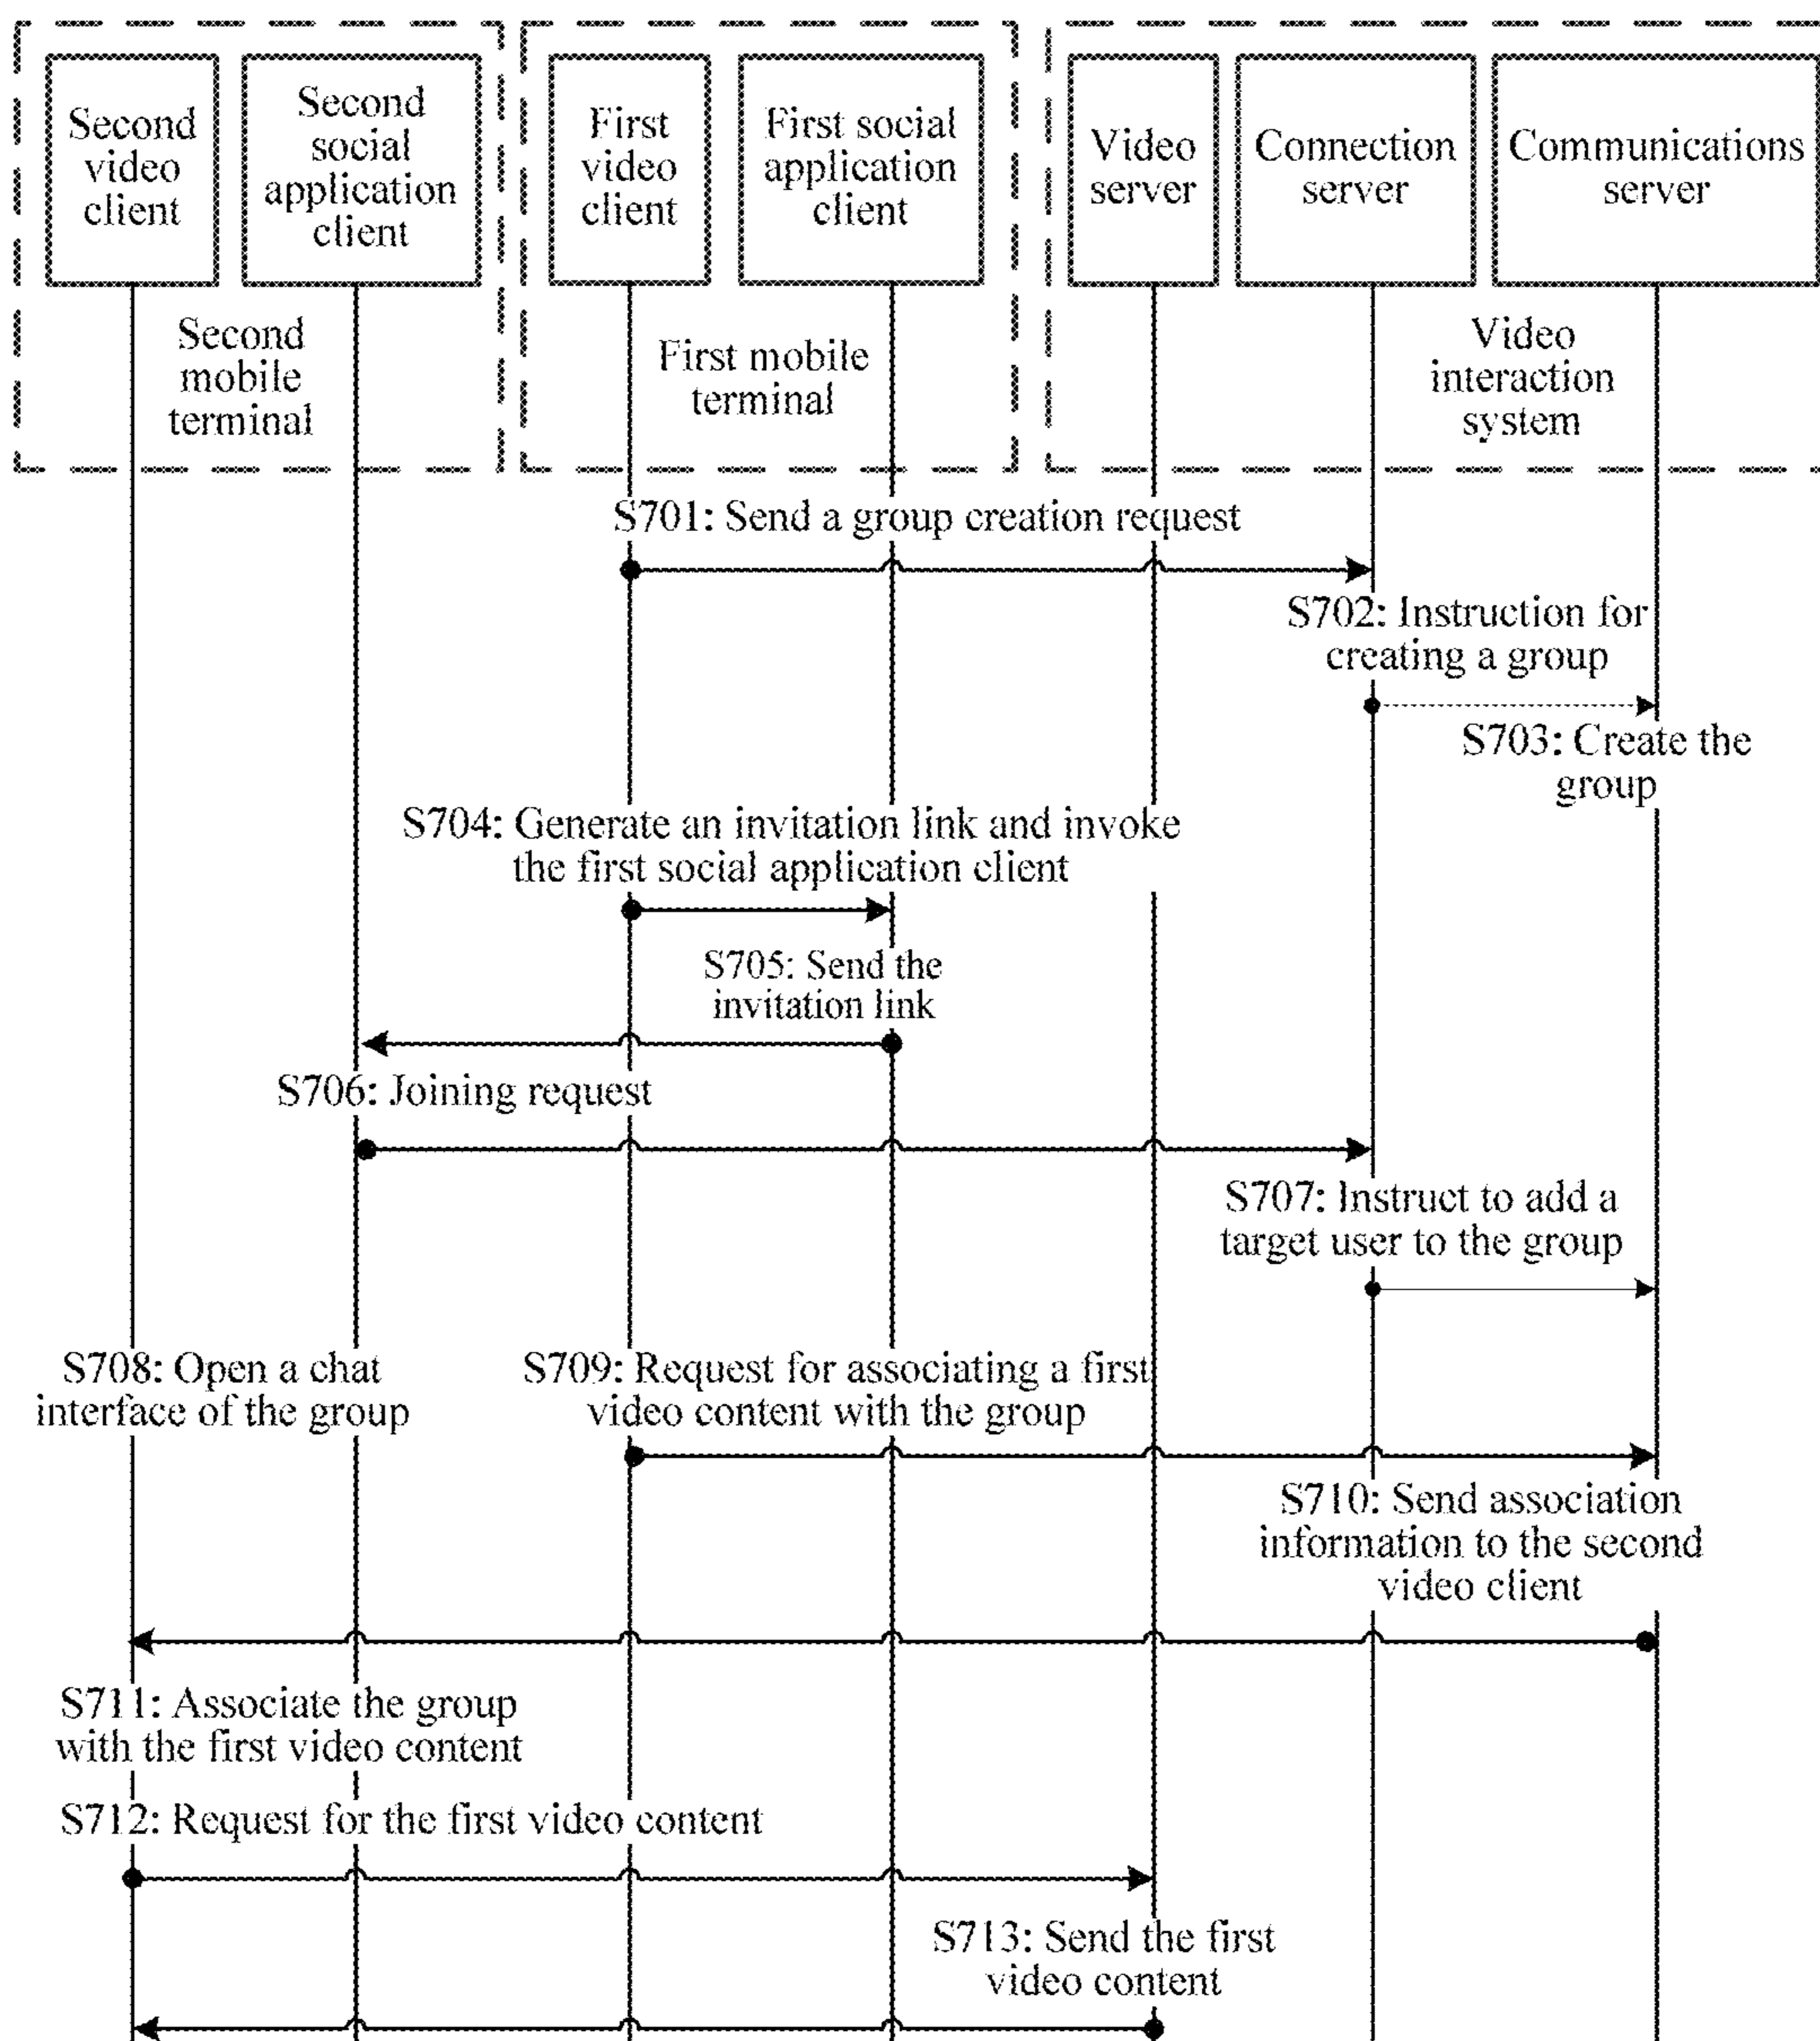 Second
video
client
Second
social
application
client
First
video
client
First social
application
client
Video
server
Connection
server
Communications
server
Second
mobile
terminal
First mobile
terminal
Video
interaction
system
S701: Send a group creation request
S702: Instruction for
creating a group
S703: Create the
group
S704: Generate an invitation link and invoke
the first social application client
S705: Send the
invitation link
S706: Joining request
S707: Instruct to add a
target user to the group
S708: Open a chat
interface of the group
S709: Request for associating a first
video content with the group
S710: Send association
information to the second
video client
S711: Associate the group
with the first video content
S712: Request for the first video content
S713: Send the first
video content